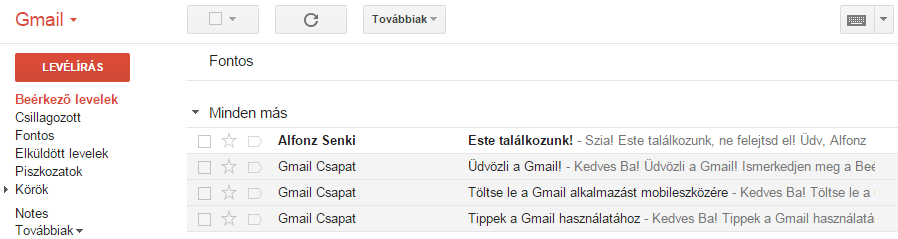 Gmail
Továbbiak
LEVÉLÍRÁS
Beérkező levelek
Csillagozott
Fontos
Elküldött levelek
Piszkozatok
Körök
Notes
Továbbiak
Fontos
Minden más
Alfonz Senki Este találkozunk! - Szia! Este találkozunk, ne felejtsd el! Üdv, Alfonz
Gmail Csapat Üdvözli a Gmail! - Kedves Ba! Üdvözli a Gmail! Ismerkedjen meg a Beé
Gmail Csapat Töltse le a Gmail alkalmazást mobileszközére - Kedves Ba! Töltse le a
Gmail Csapat Tippek a Gmail használatához - Kedves Ba! Tippek a Gmail használatá